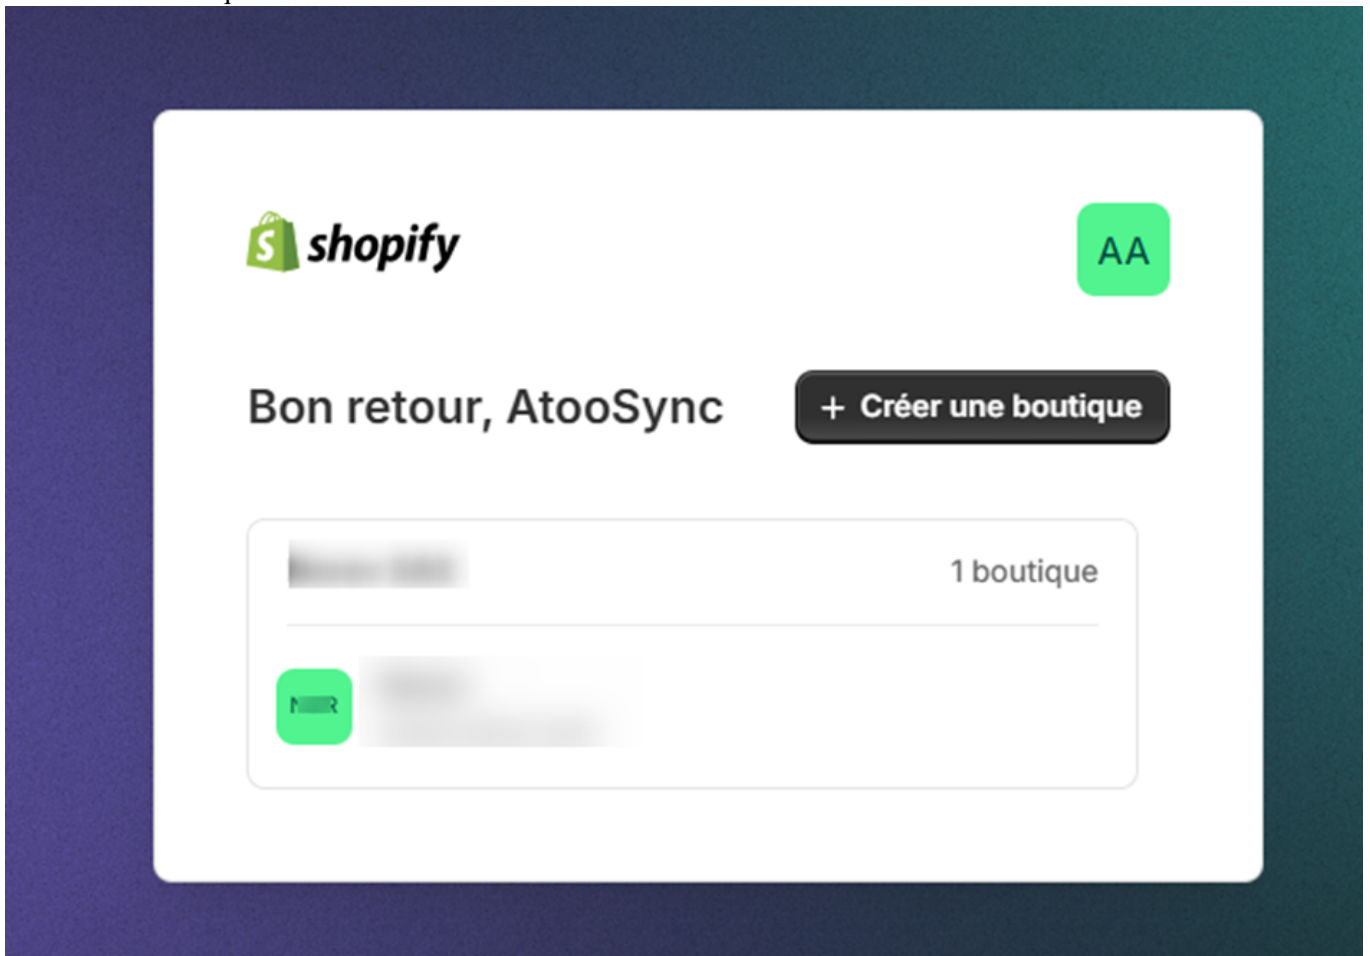 shopify
AA
Bon retour, AtooSync
+ Créer une boutique
1 boutique